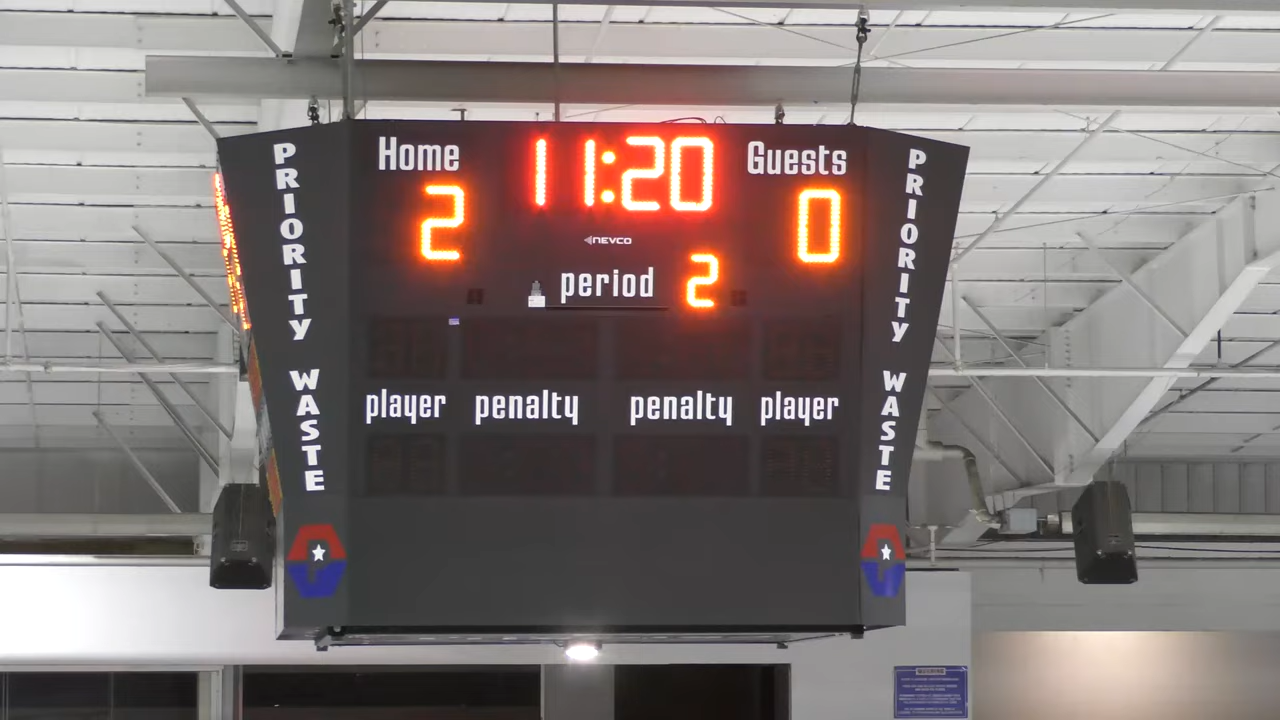 Home 11:20 Guests
2 0
NEVCO
period 2
player penalty penalty player
PRIORITY WASTE
PRIORITY WASTE